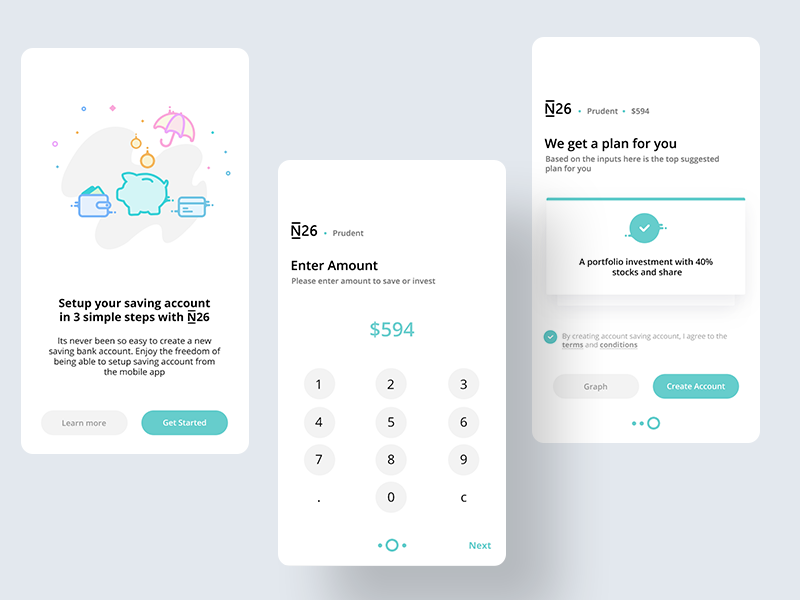 Setup your saving account
in 3 simple steps with N26
Its never been so easy to create a new
saving bank account. Enjoy the freedom of
being able to setup saving account from
the mobile app
Learn more
Get Started
N26 • Prudent
Enter Amount
Please enter amount to save or invest
$594
1 2 3
4 5 6
7 8 9
. 0 c
Next
N26 • Prudent • $594
We get a plan for you
Based on the inputs here is the top suggested
plan for you
A portfolio investment with 40%
stocks and share
By creating account saving account, I agree to the
terms and conditions
Graph
Create Account